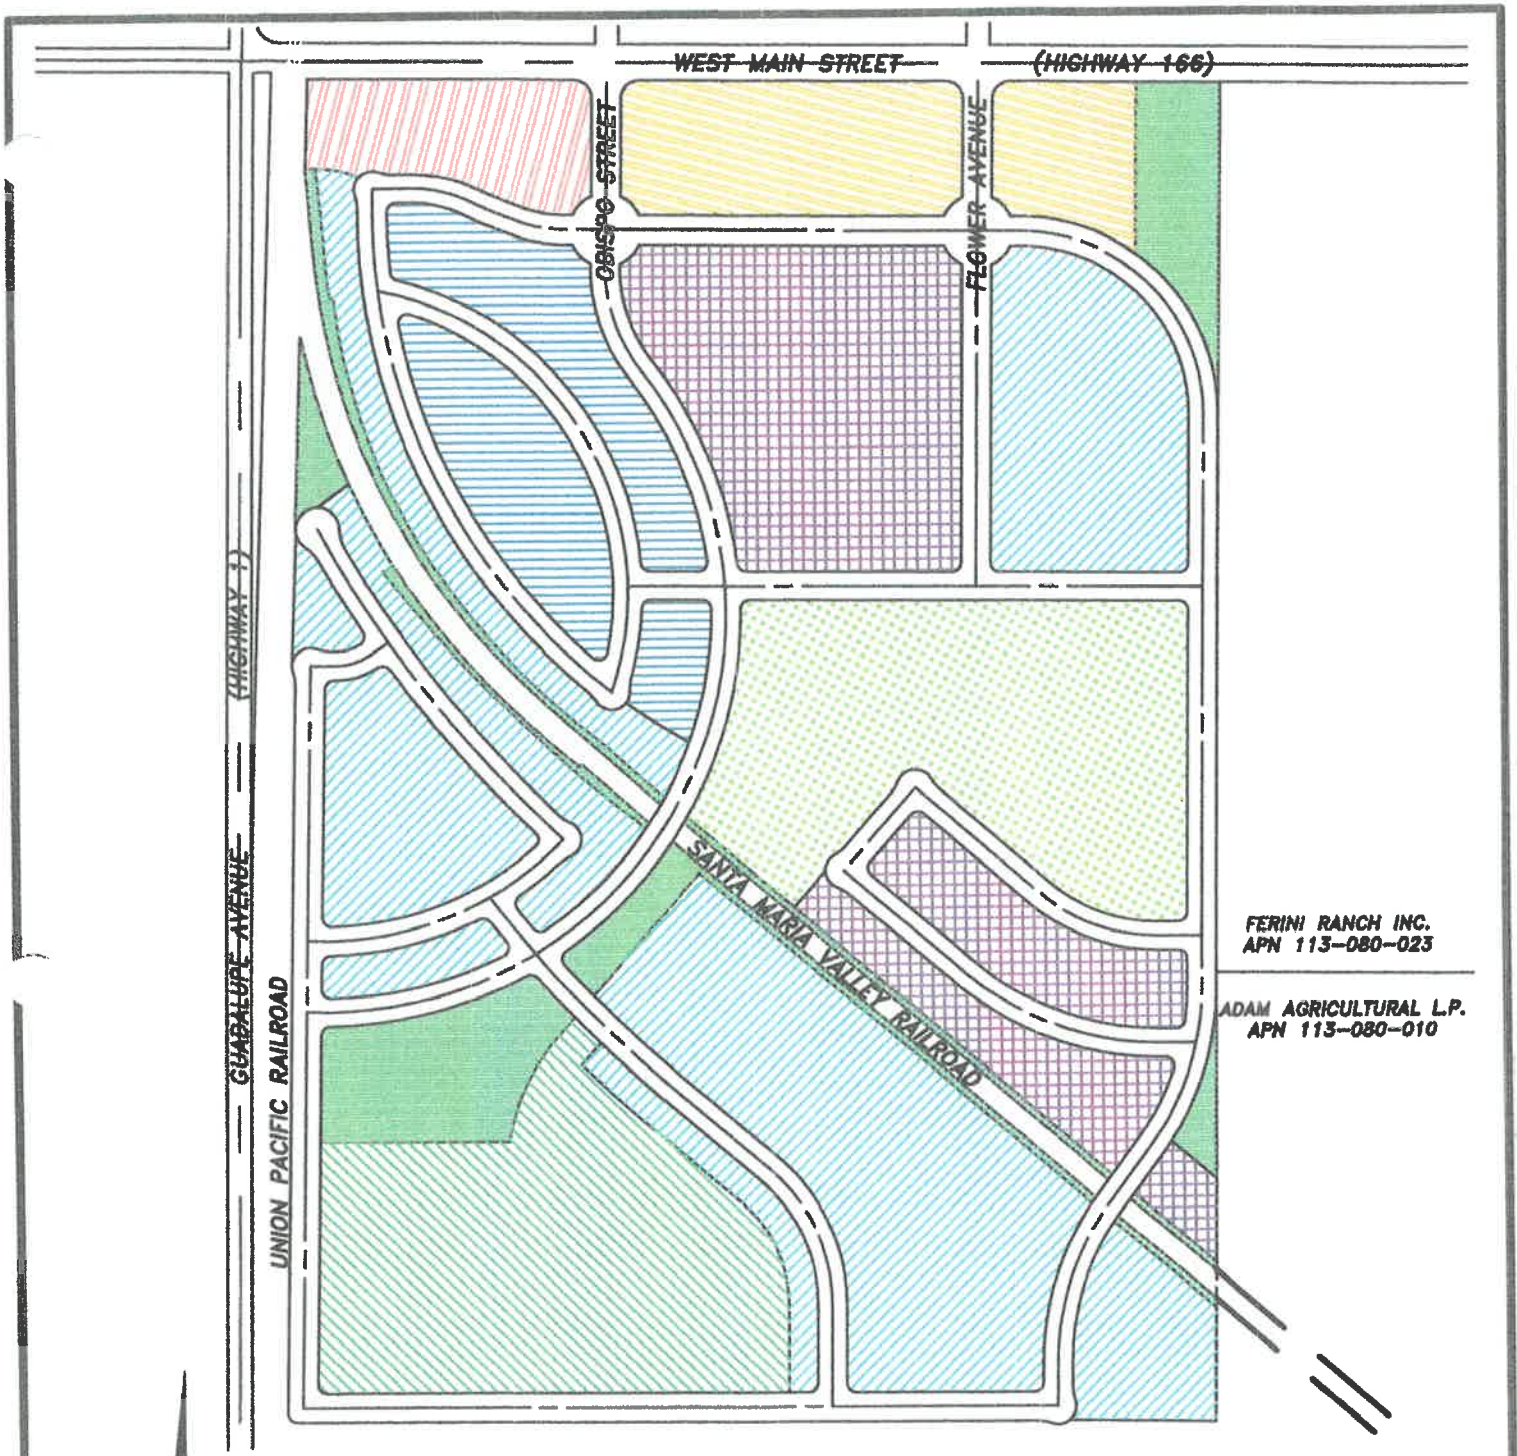 WEST MAIN STREET (HIGHWAY 166)
OBISPO STREET
FLOWER AVENUE
(HIGHWAY 1)
GUADALUPE AVENUE
UNION PACIFIC RAILROAD
SANTA MARIA VALLEY RAILROAD
FERINI RANCH INC.
APN 113-080-023
ADAM AGRICULTURAL L.P.
APN 113-080-010